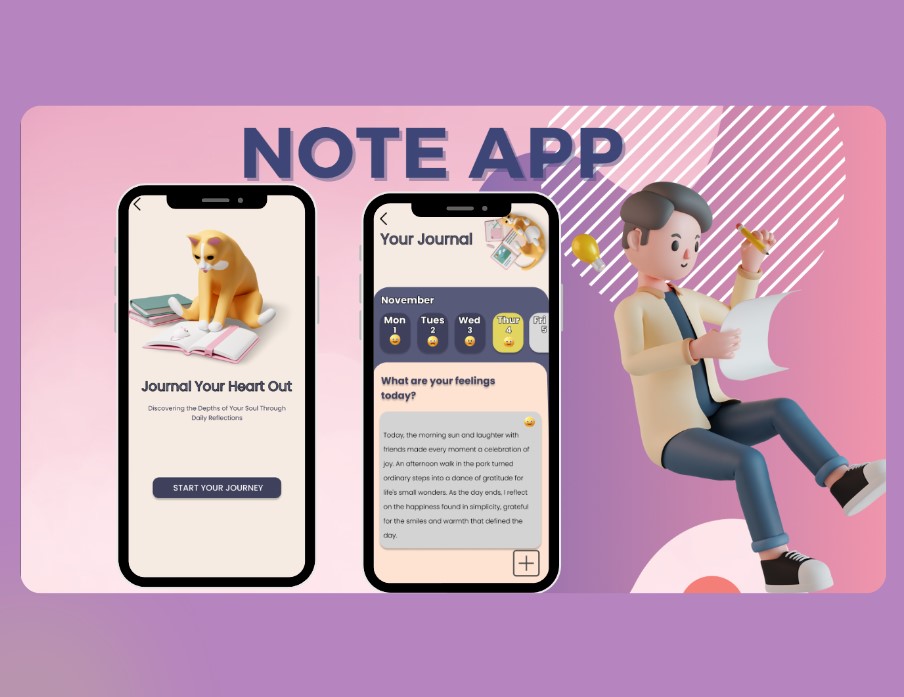 NOTE APP
Journal Your Heart Out
Discovering the Depths of Your Soul Through
Daily Reflections
START YOUR JOURNEY
Your Journal
November
Mon Tues Wed Thur Fri
1 2 3 4 5
What are your feelings
today?
Today, the morning sun and laughter with
friends made every moment a celebration of
joy. An afternoon walk in the park turned
ordinary steps into a dance of gratitude for
life's small wonders. As the day ends, I reflect
on the happiness found in simplicity, grateful
for the smiles and warmth that defined the
day.